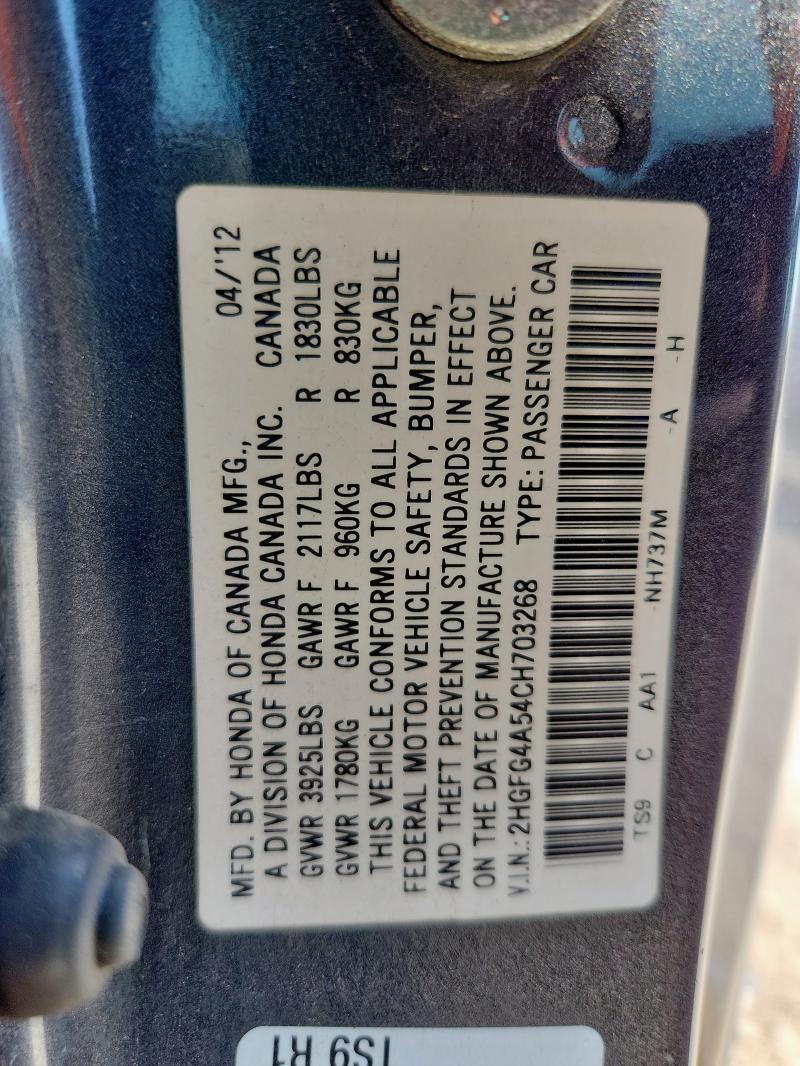 MFD. BY HONDA OF CANADA MFG., 04/'12
A DIVISION OF HONDA CANADA INC. CANADA
GVWR 3925LBS GAWR F 2117LBS R 1830LBS
GVWR 1780KG GAWR F 960KG R 830KG
THIS VEHICLE CONFORMS TO ALL APPLICABLE
FEDERAL MOTOR VEHICLE SAFETY, BUMPER,
AND THEFT PREVENTION STANDARDS IN EFFECT
ON THE DATE OF MANUFACTURE SHOWN ABOVE.
V.I.N.: 2HGFG4A54CH703268 TYPE: PASSENGER CAR
TS9 C AA1 -NH737M -A -H
TS9 R1